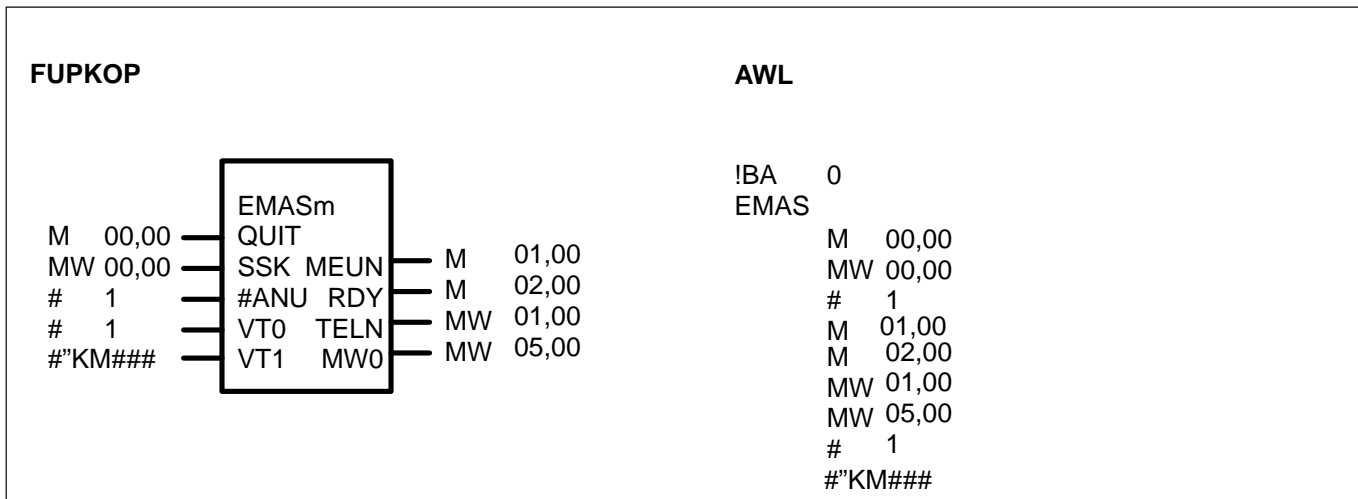 FUPKOP
EMASm
M 00,00 QUIT
MW 00,00 SSK MEUN M 01,00
# 1 #ANU RDY M 02,00
# 1 VT0 TELN MW 01,00
#”KM### VT1 MW0 MW 05,00
AWL
!BA 0
EMAS
M 00,00
MW 00,00
# 1
M 01,00
M 02,00
MW 01,00
MW 05,00
# 1
#”KM###